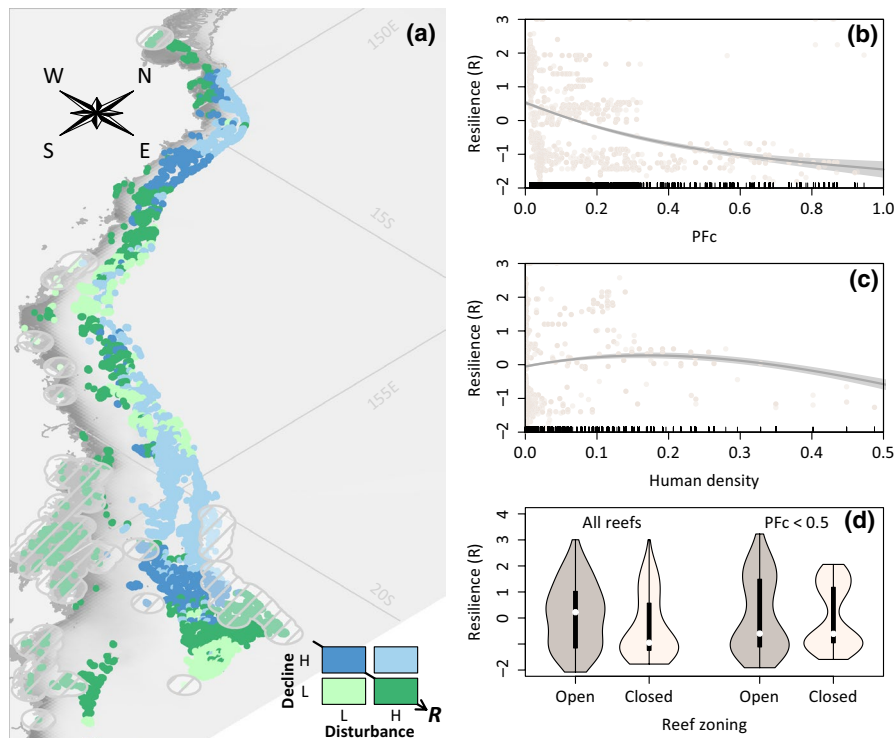 (a)
150E
W N
S E
15S
155E
20S
Decline
H
L
L H
Disturbance
R
(b)
Resilience (R)
3
2
1
0
−1
−2
0.0 0.2 0.4 0.6 0.8 1.0
PFc
(c)
Resilience (R)
3
2
1
0
−1
−2
0.0 0.1 0.2 0.3 0.4 0.5
Human density
(d)
All reefs PFc < 0.5
Resilience (R)
4
3
2
1
0
−2
Open Closed Open Closed
Reef zoning